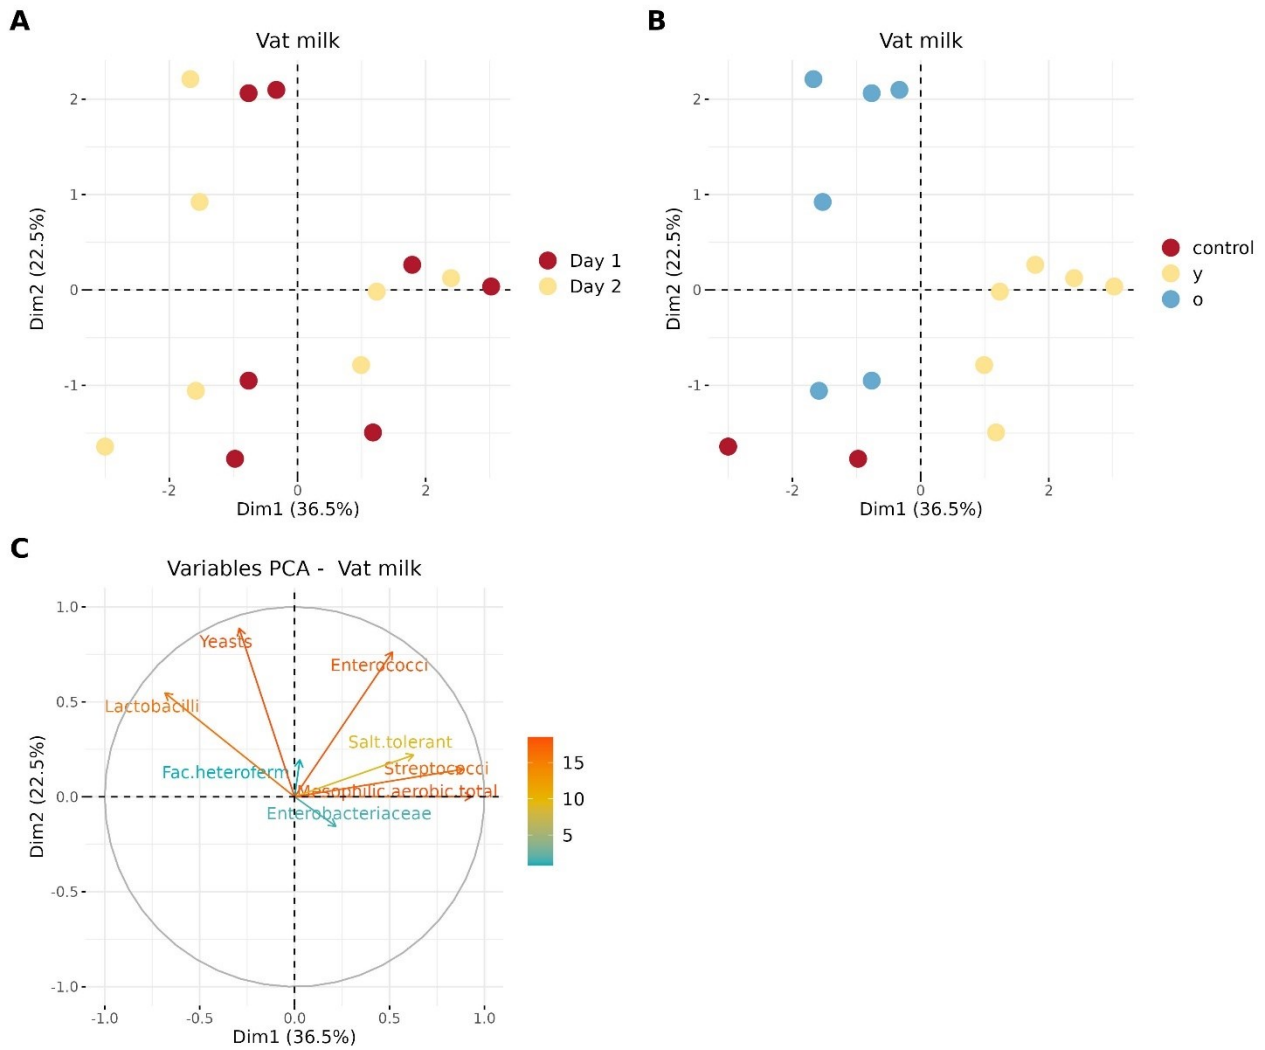 A
Vat milk
2
1
0
-1
-2
0
2
Dim2 (22.5%)
Dim1 (36.5%)
Day 1
Day 2
B
Vat milk
2
1
0
-1
-2
0
2
Dim2 (22.5%)
Dim1 (36.5%)
control
y
o
C
Variables PCA - Vat milk
1.0
0.5
0.0
-0.5
-1.0
Yeasts
Enterococci
Lactobacilli
Salt.tolerant
Fac.heteroferm
Streptococci
Mesophilic.aerobic.total
Enterobacteriaceae
-1.0
-0.5
0.0
0.5
1.0
Dim2 (22.5%)
Dim1 (36.5%)
15
10
5